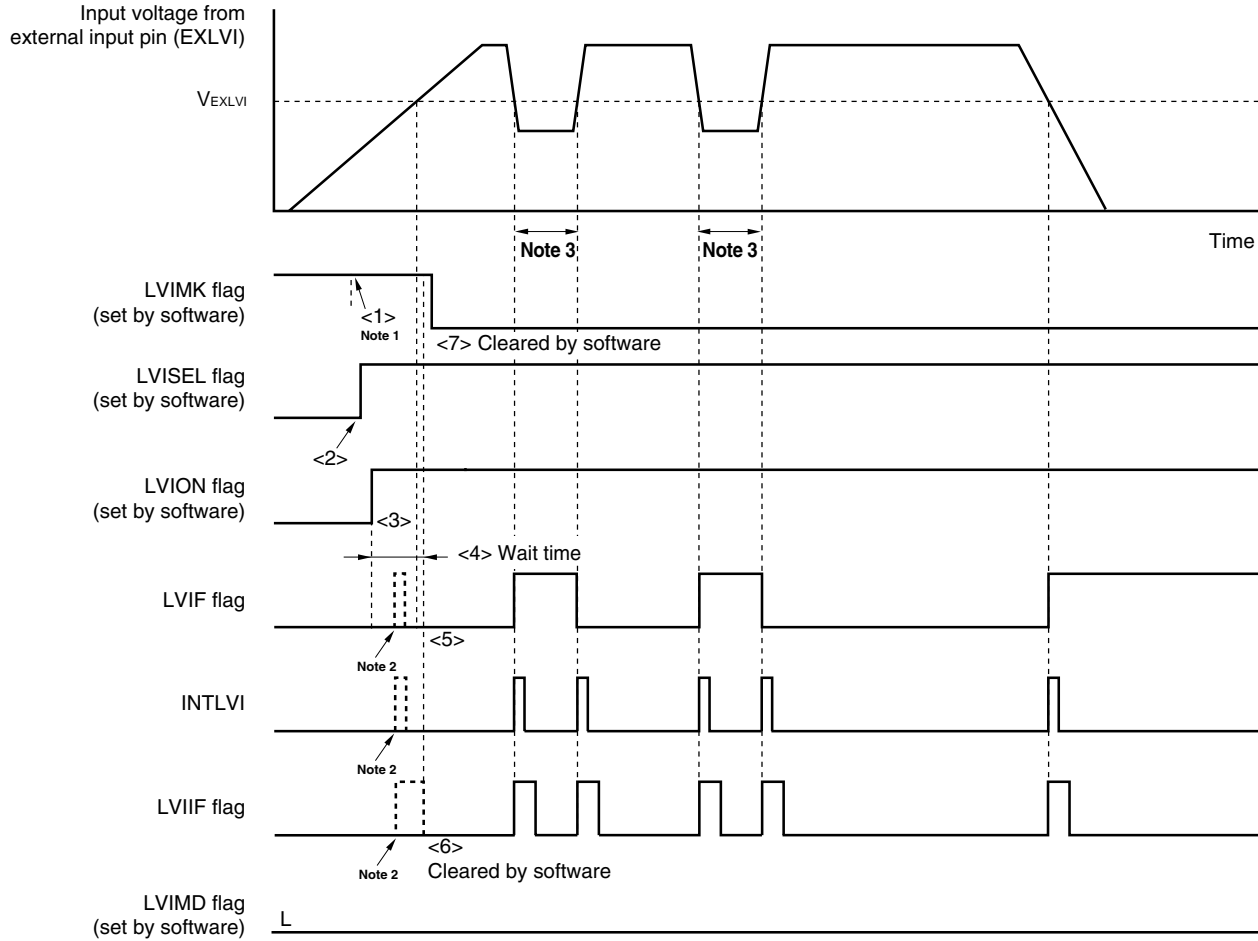 Input voltage from
external input pin (EXLVI)
VEXLVI
Time
Note 3
Note 3
LVIMK flag
(set by software)
<1>
Note 1
<7> Cleared by software
LVISEL flag
(set by software)
<2>
LVION flag
(set by software)
<3>
<4> Wait time
LVIF flag
<5>
Note 2
INTLVI
Note 2
LVIIF flag
<6>
Note 2
Cleared by software
LVIMD flag
(set by software)
L